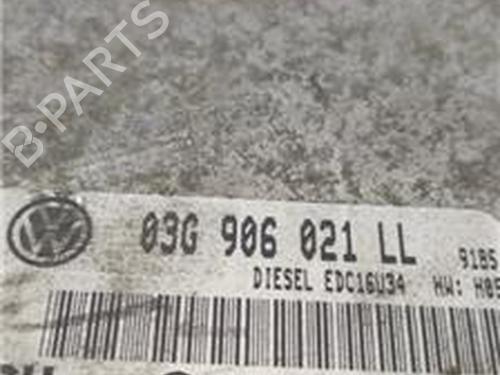 B-PARTS
03G 906 021 LL 9185
DIESEL EDC16U34 HW: H05